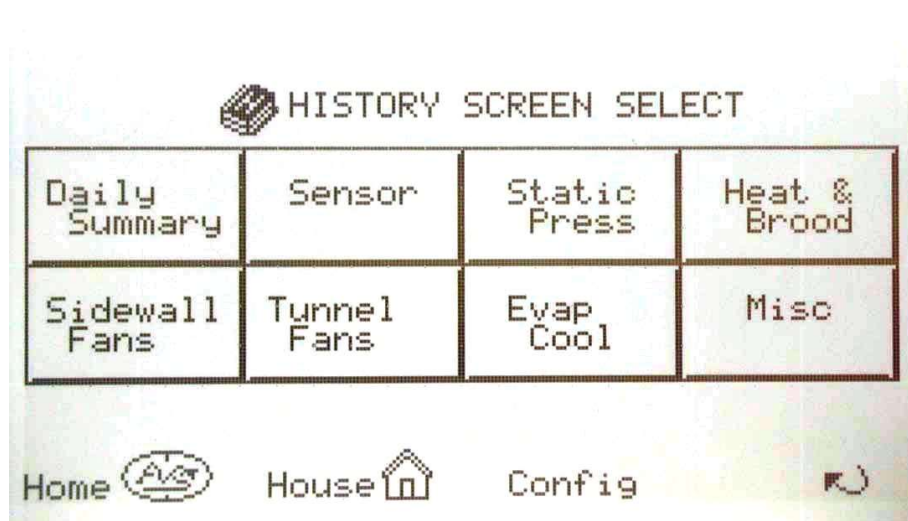 HISTORY SCREEN SELECT
Daily
Summary
Sensor
Static
Press
Heat &
Brood
Sidewall
Fans
Tunnel
Fans
Evap
Cool
Misc
Home
House
Config